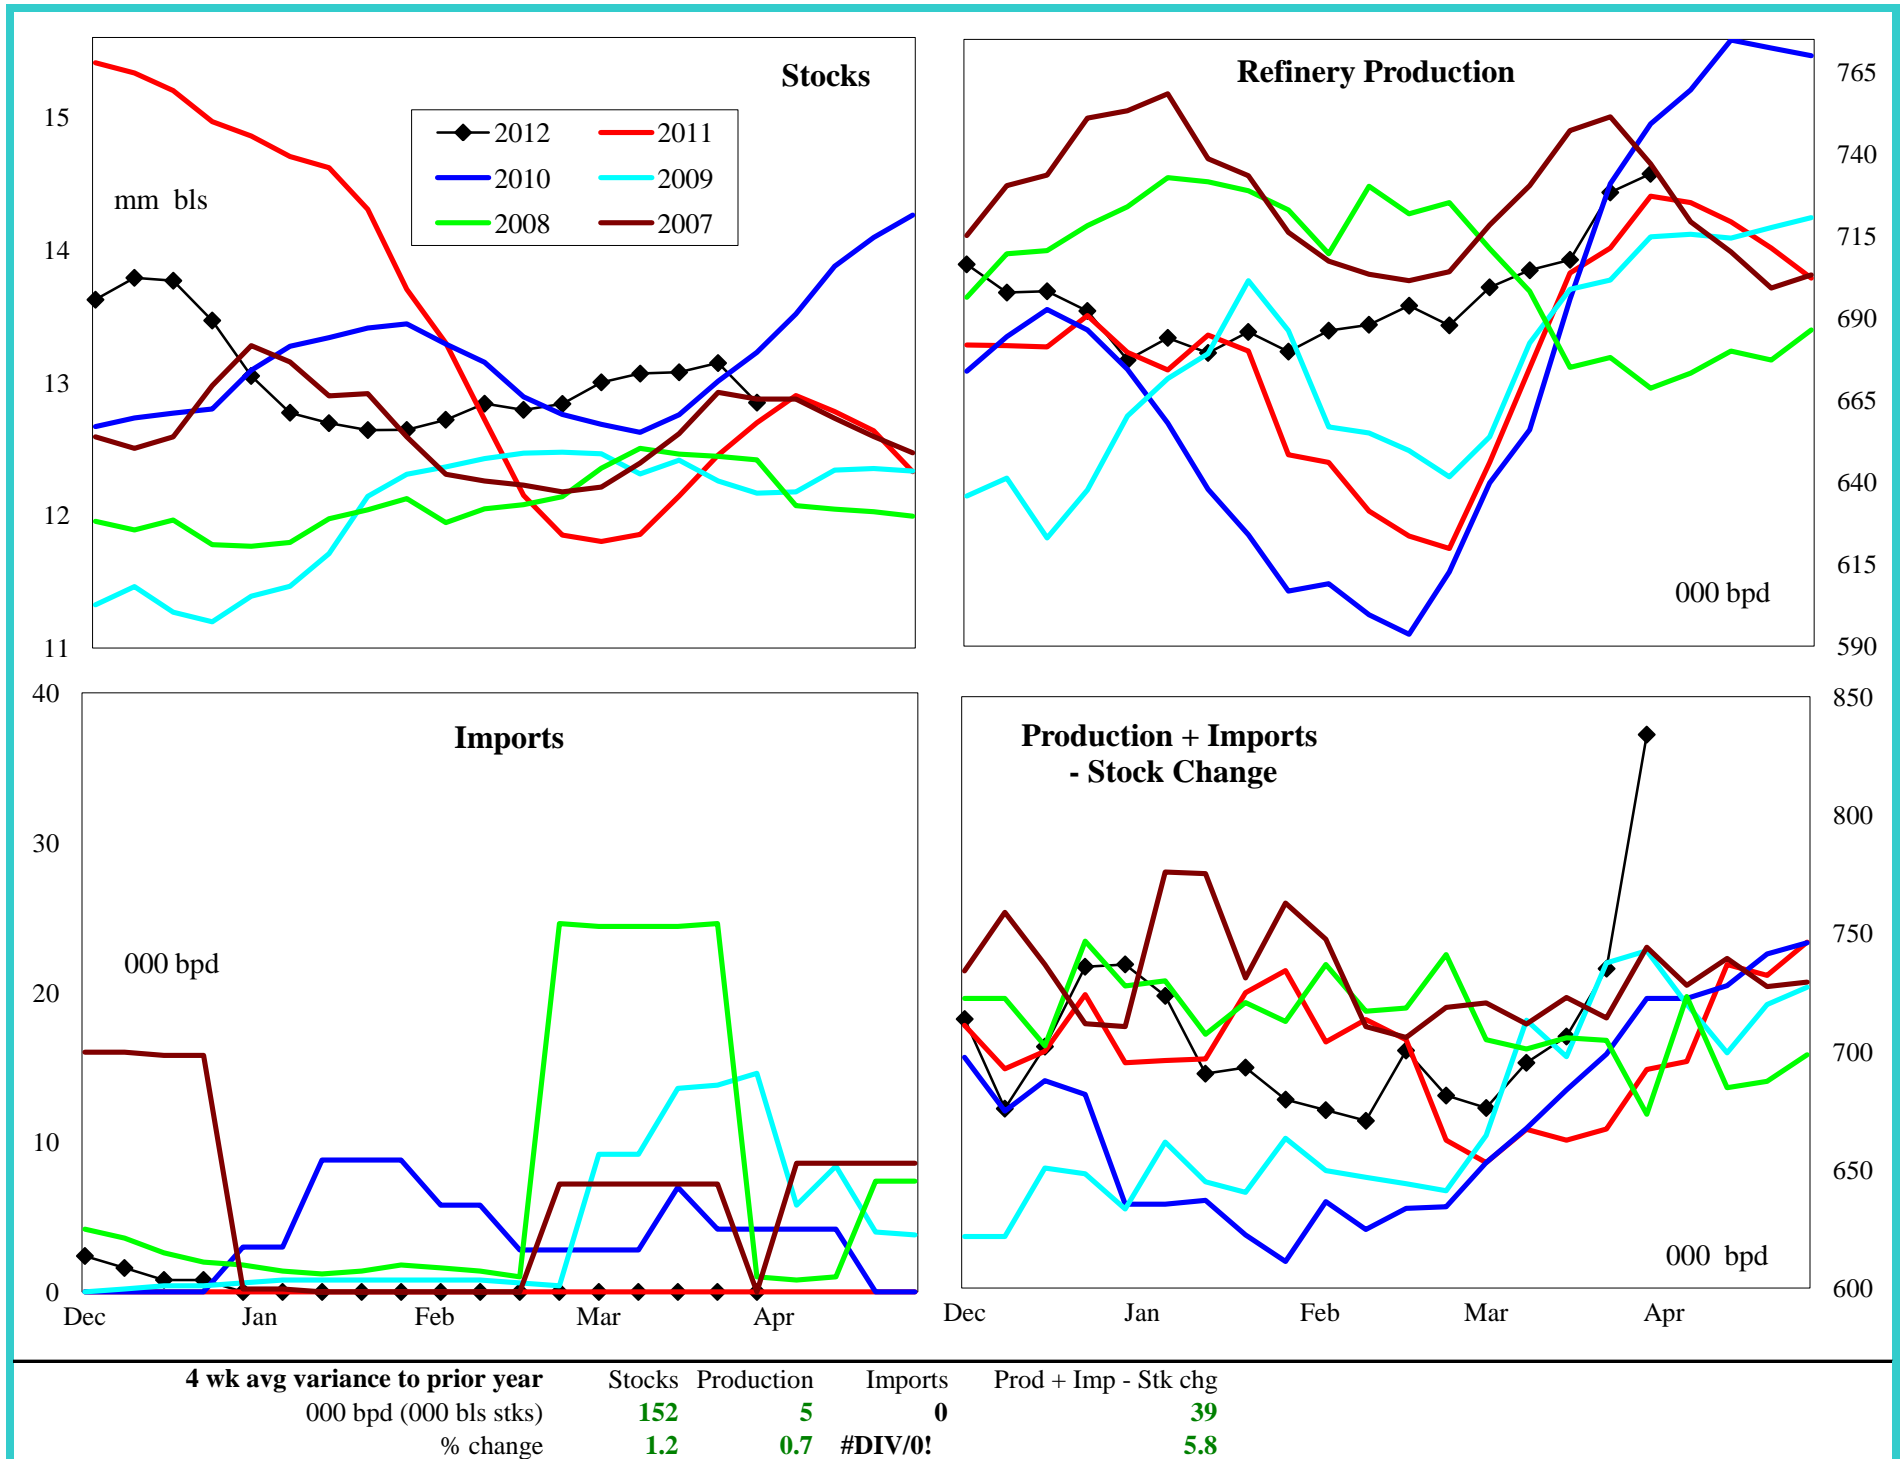 Stocks
15
14
13
12
11
mm bls
2012
2011
2010
2009
2008
2007
Refinery Production
765
740
715
690
665
640
615
590
000 bpd
Imports
40
30
20
10
0
000 bpd
Dec Jan Feb Mar Apr
Production + Imports
- Stock Change
850
800
750
700
650
600
000 bpd
Dec Jan Feb Mar Apr
4 wk avg variance to prior year Stocks Production Imports Prod + Imp - Stk chg
000 bpd (000 bls stks) 152 5 0 39
% change 1.2 0.7 #DIV/0! 5.8